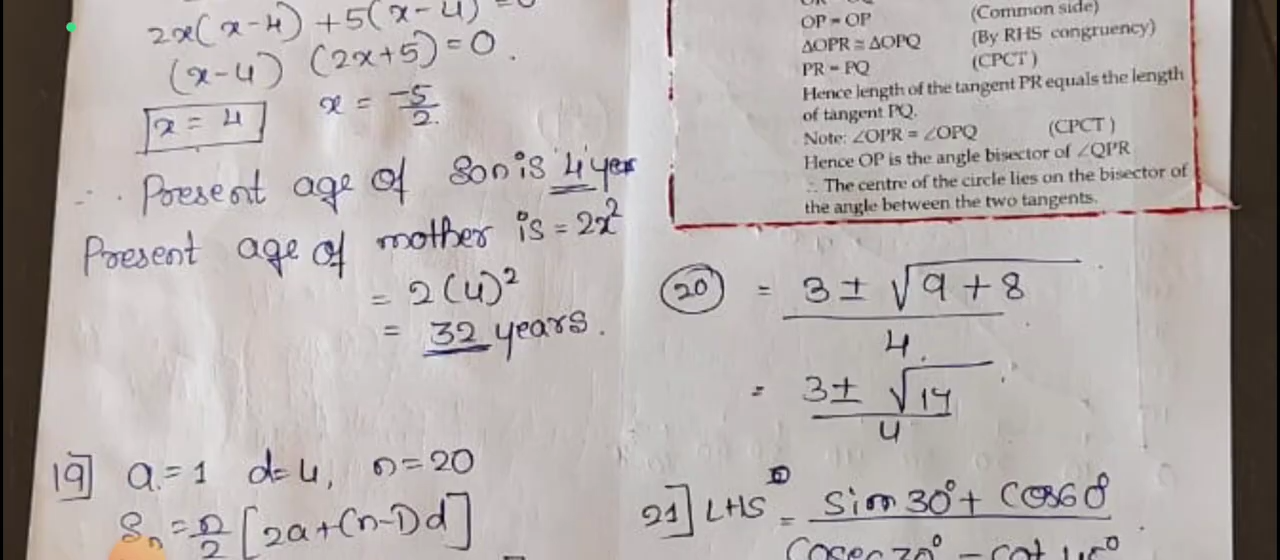 2x(x-4) +5(x-4) =0
(x-4) (2x+5)=0.
x = 4 x = -5/2.
∴ Present age of Son is 4 year
Present age of mother is = 2x²
= 2(4)²
= 32 years.
19] a=1 d=4, n=20
Sn = n/2 [2a+(n-1)d]
OP = OP (Common side)
ΔOPR ≅ ΔOPQ (By RHS congruency)
PR = PQ (CPCT)
Hence length of the tangent PR equals the length
of tangent PQ.
Note: ∠OPR = ∠OPQ (CPCT)
Hence OP is the angle bisector of ∠QPR
∴ The centre of the circle lies on the bisector of
the angle between the two tangents.
20 = 3 ± √9+8 / 4.
= 3 ± √14 / 4
21] LHS = Sin 30° + Cos 60°